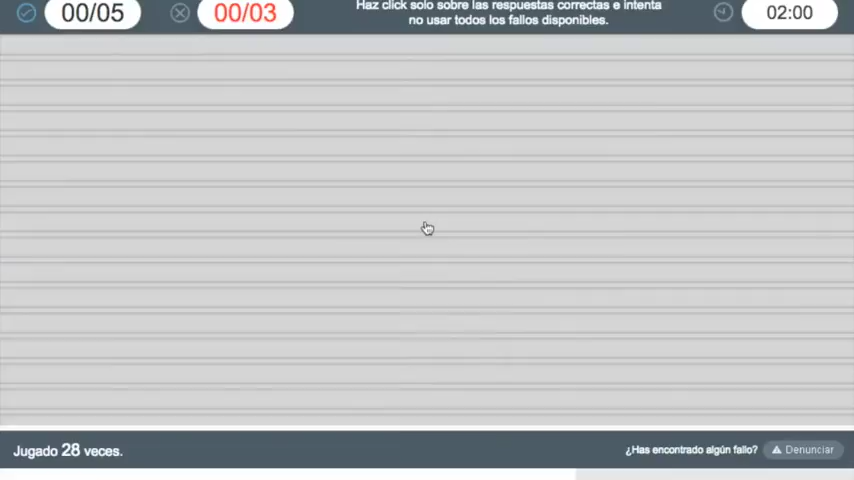 00/05
00/03
Haz click solo sobre las respuestas correctas e intenta
no usar todos los fallos disponibles.
02:00
Jugado 28 veces.
¿Has encontrado algún fallo?
Denunciar